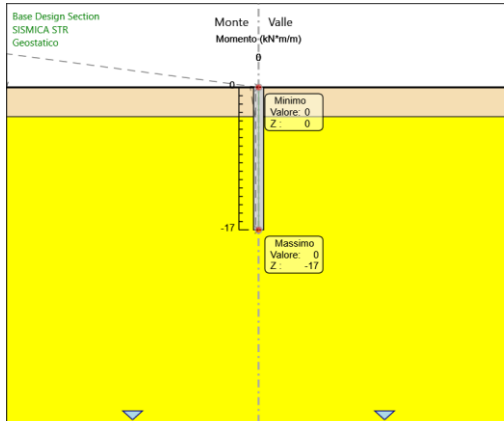 Base Design Section
SISMICA STR
Geostatico
Monte Valle
Momento (kN*m/m)
0
0
Minimo
Valore: 0
Z : 0
-17
Massimo
Valore: 0
Z : -17